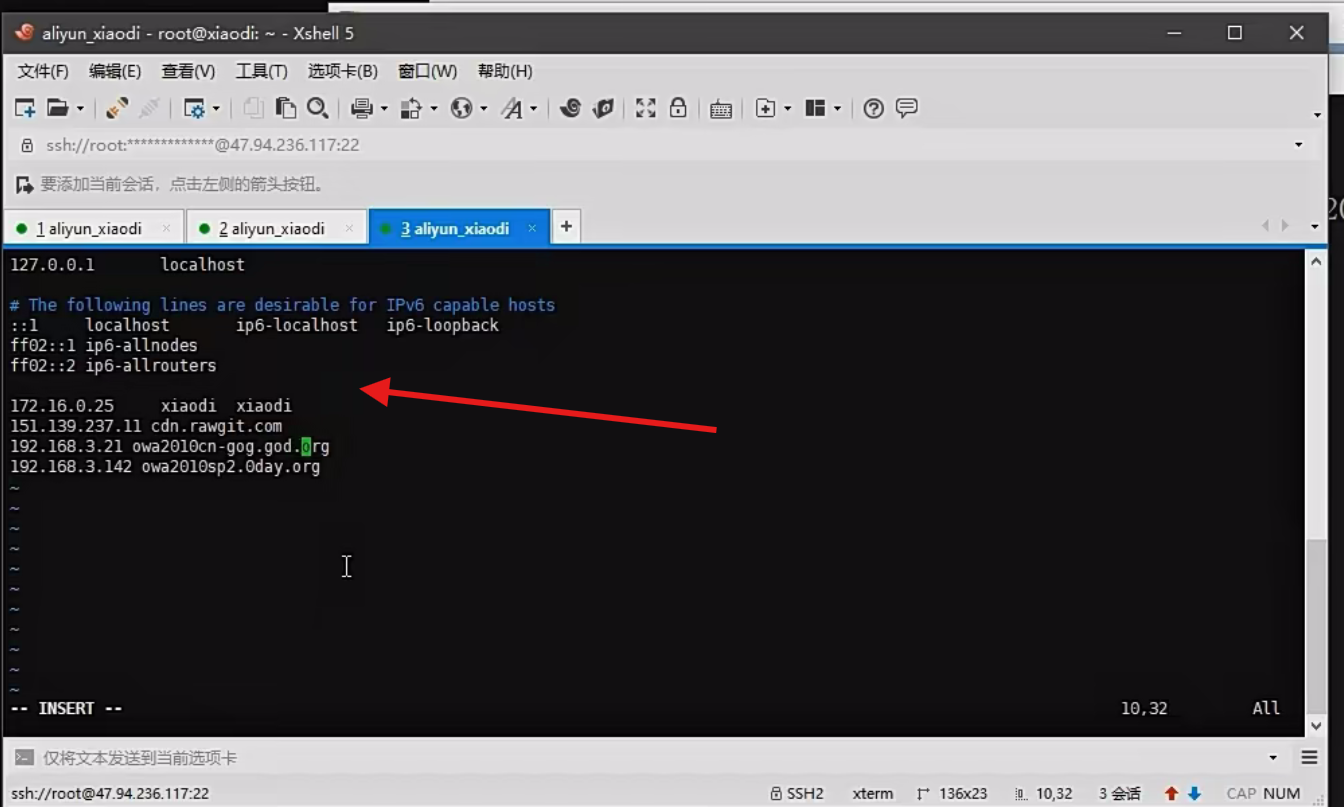 aliyun_xiaodi - root@xiaodi: ~ - Xshell 5
文件(F) 编辑(E) 查看(V) 工具(T) 选项卡(B) 窗口(W) 帮助(H)
ssh://root:*************@47.94.236.117:22
要添加当前会话，点击左侧的箭头按钮。
1 aliyun_xiaodi × 2 aliyun_xiaodi × 3 aliyun_xiaodi × +
127.0.0.1 localhost
# The following lines are desirable for IPv6 capable hosts
::1 localhost ip6-localhost ip6-loopback
ff02::1 ip6-allnodes
ff02::2 ip6-allrouters
172.16.0.25 xiaodi xiaodi
151.139.237.11 cdn.rawgit.com
192.168.3.21 owa2010cn-gog.god.org
192.168.3.142 owa2010sp2.0day.org
~
~
~
~
~
~
~
~
~
~
~
-- INSERT -- 10,32 All
仅将文本发送到当前选项卡
ssh://root@47.94.236.117:22 SSH2 xterm 136x23 10,32 3 会话 CAP NUM